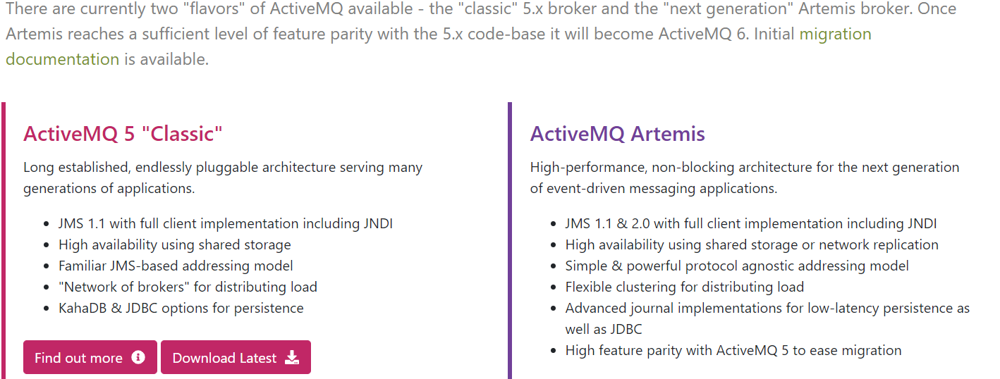 There are currently two "flavors" of ActiveMQ available - the "classic" 5.x broker and the "next generation" Artemis broker. Once
Artemis reaches a sufficient level of feature parity with the 5.x code-base it will become ActiveMQ 6. Initial migration
documentation is available.
ActiveMQ 5 "Classic"
Long established, endlessly pluggable architecture serving many
generations of applications.
• JMS 1.1 with full client implementation including JNDI
• High availability using shared storage
• Familiar JMS-based addressing model
• "Network of brokers" for distributing load
• KahaDB & JDBC options for persistence
Find out more
Download Latest
ActiveMQ Artemis
High-performance, non-blocking architecture for the next generation
of event-driven messaging applications.
• JMS 1.1 & 2.0 with full client implementation including JNDI
• High availability using shared storage or network replication
• Simple & powerful protocol agnostic addressing model
• Flexible clustering for distributing load
• Advanced journal implementations for low-latency persistence as
well as JDBC
• High feature parity with ActiveMQ 5 to ease migration